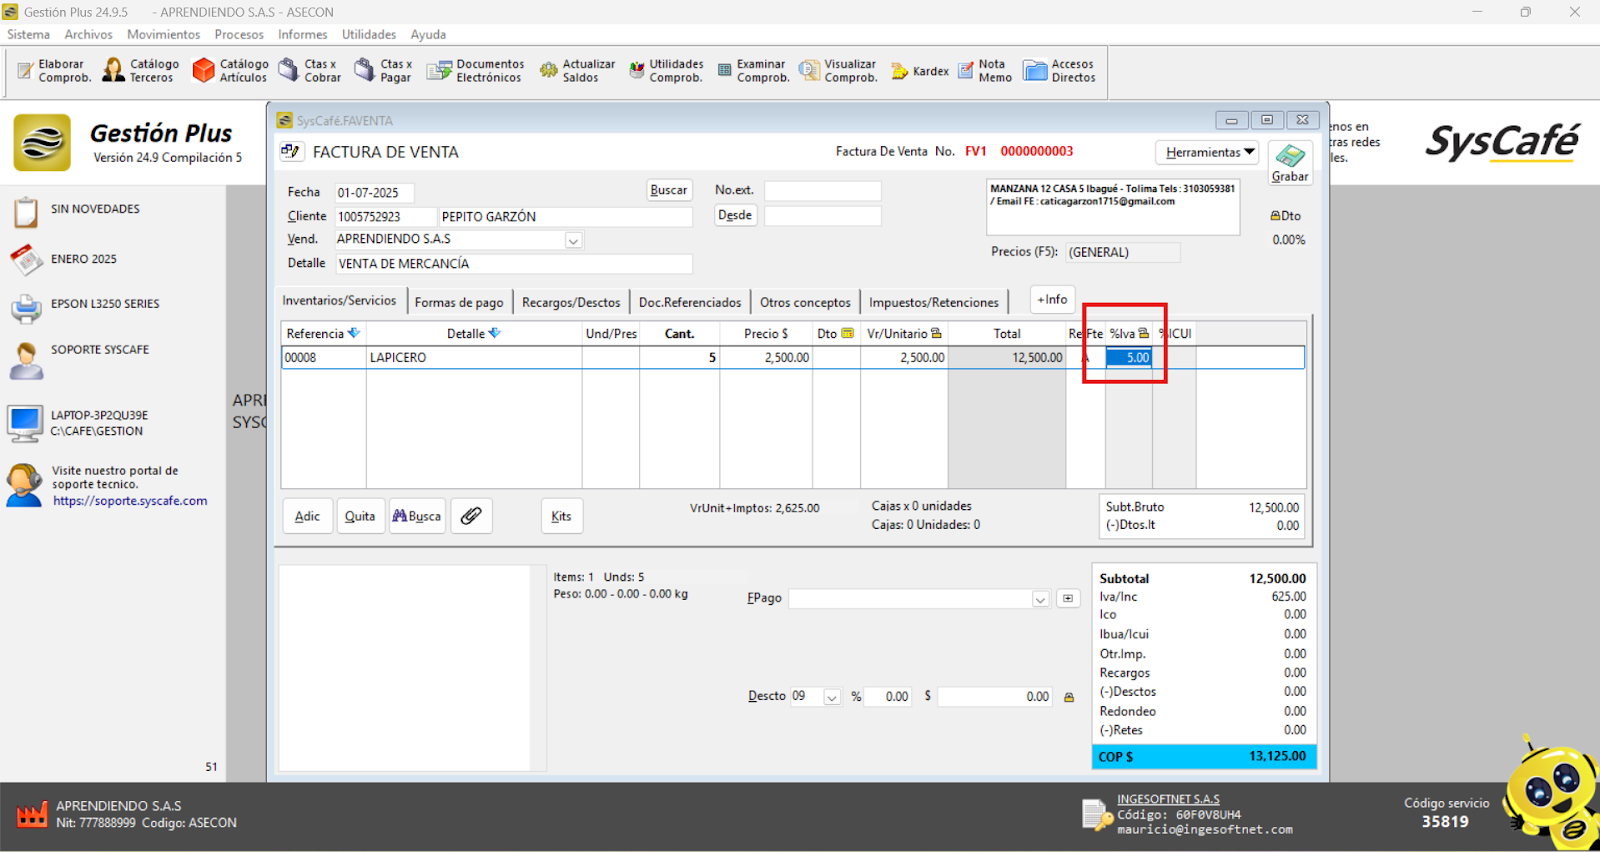 Gestión Plus 24.9.5 - APRENDIENDO S.A.S - ASECON
Sistema Archivos Movimientos Procesos Informes Utilidades Ayuda
Elaborar Comprob. Catálogo Terceros Catálogo Artículos Ctas x Cobrar Ctas x Pagar Documentos Electrónicos Actualizar Saldos Utilidades Comprob. Examinar Comprob. Visualizar Comprob. Kardex Nota Memo Accesos Directos
Gestión Plus
Versión 24.9 Compilación 5
SIN NOVEDADES
ENERO 2025
EPSON L3250 SERIES
SOPORTE SYSCAFE
LAPTOP-3P2QU39E
C:\CAFE\GESTION
Visite nuestro portal de
soporte tecnico.
https://soporte.syscafe.com
51
APRE
SYSC
enos en
tras redes
les.
SysCafé
SysCafé.FAVENTA
FACTURA DE VENTA
Factura De Venta No. FV1 0000000003
Herramientas
Grabar
Fecha 01-07-2025 Buscar No.ext.
Cliente 1005752923 PEPITO GARZÓN Desde
Vend. APRENDIENDO S.A.S
Detalle VENTA DE MERCANCÍA
MANZANA 12 CASA 5 Ibagué - Tolima Tels : 3103059381
/ Email FE : caticagarzon1715@gmail.com
Precios (F5): (GENERAL)
Dto
0.00%
Inventarios/Servicios Formas de pago Recargos/Desctos Doc.Referenciados Otros conceptos Impuestos/Retenciones +Info
Referencia Detalle Und/Pres Cant. Precio $ Dto Vr/Unitario Total ReFte %Iva %ICUI
00008 LAPICERO 5 2,500.00 2,500.00 12,500.00 A 5.00
Adic Quita Busca Kits
VrUnit+Imptos: 2,625.00
Cajas x 0 unidades
Cajas: 0 Unidades: 0
Subt.Bruto 12,500.00
(-)Dtos.It 0.00
Items: 1 Unds: 5
Peso: 0.00 - 0.00 - 0.00 kg
FPago
Descto 09 % 0.00 $ 0.00
Subtotal 12,500.00
Iva/Inc 625.00
Ico 0.00
Ibua/Icui 0.00
Otr.Imp. 0.00
Recargos 0.00
(-)Desctos 0.00
Redondeo 0.00
(-)Retes 0.00
COP $ 13,125.00
APRENDIENDO S.A.S
Nit: 777888999 Codigo: ASECON
INGESOFTNET S.A.S
Código: 60F0V8UH4
mauricio@ingesoftnet.com
Código servicio
35819